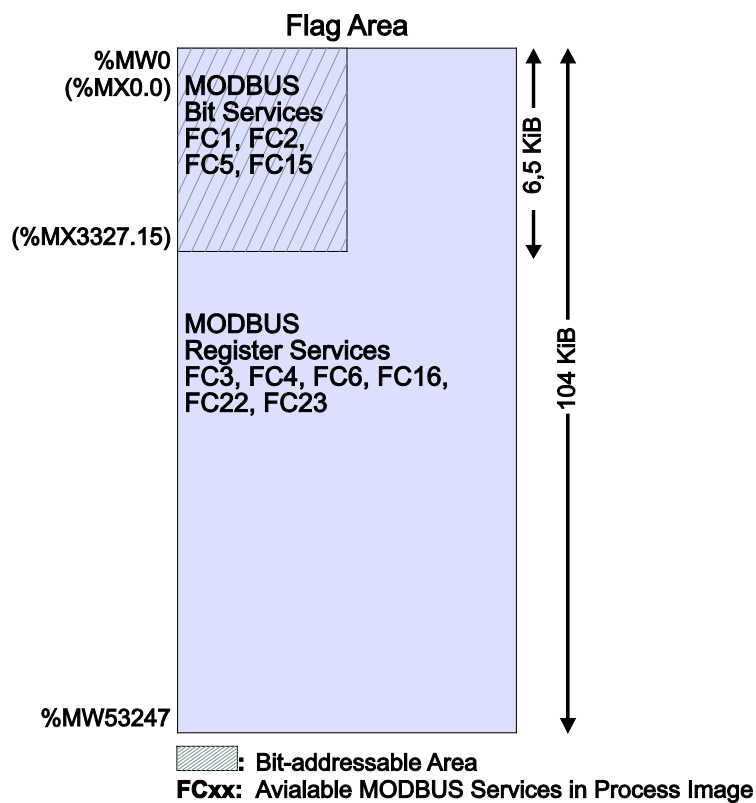 Flag Area
%MW0
(%MX0.0)
MODBUS
Bit Services
FC1, FC2,
FC5, FC15
6,5 KiB
(%MX3327.15)
MODBUS
Register Services
FC3, FC4, FC6, FC16,
FC22, FC23
104 KiB
%MW53247
: Bit-addressable Area
FCxx: Avialable MODBUS Services in Process Image